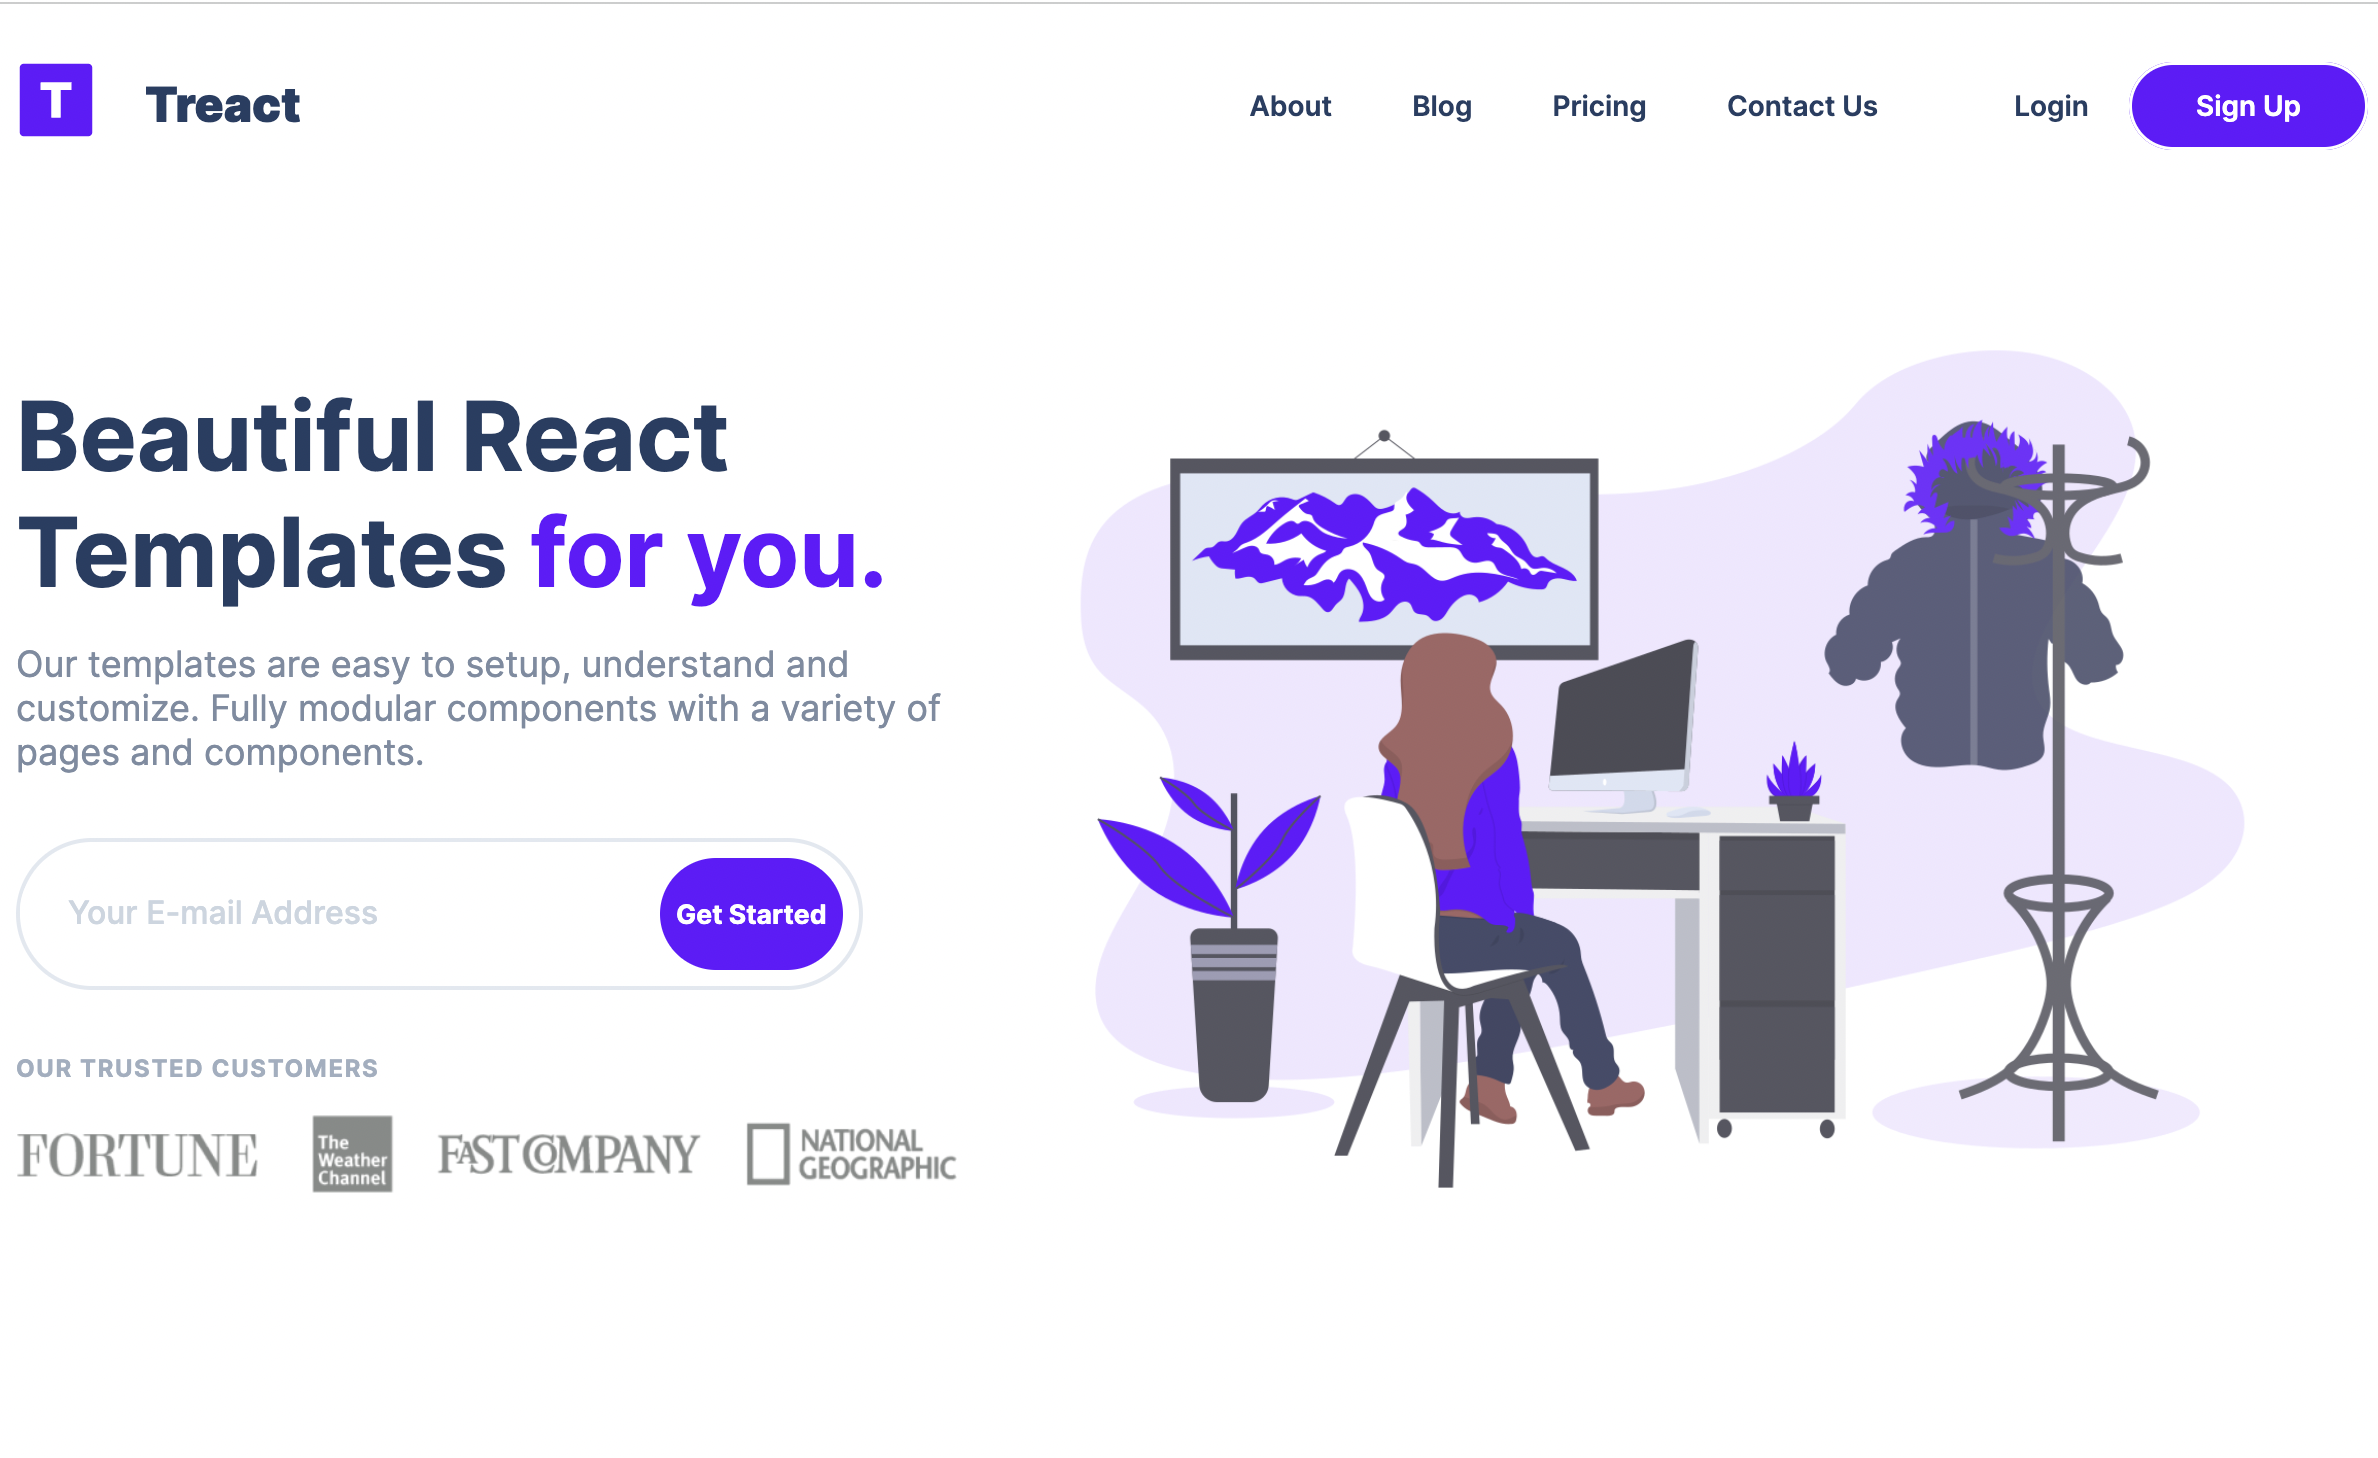 T
Treact
About
Blog
Pricing
Contact Us
Login
Sign Up
Beautiful React
Templates for you.
Our templates are easy to setup, understand and
customize. Fully modular components with a variety of
pages and components.
Your E-mail Address
Get Started
OUR TRUSTED CUSTOMERS
FORTUNE
The
Weather
Channel
FAST COMPANY
NATIONAL
GEOGRAPHIC